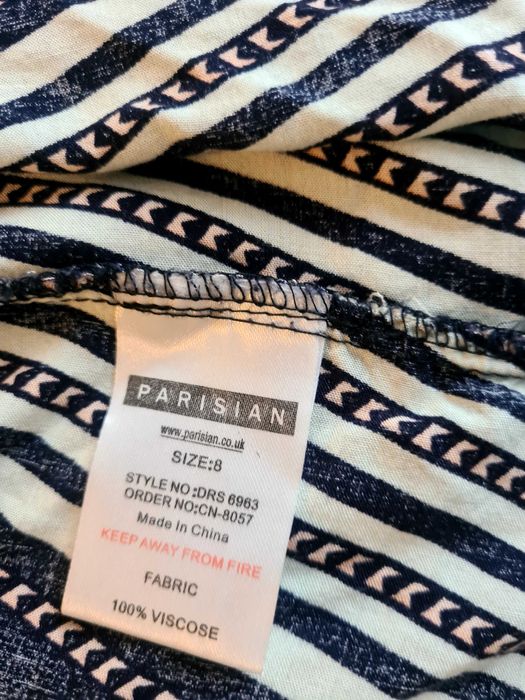 PARISIAN
www.parisian.co.uk
SIZE:8
STYLE NO:DRS 6963
ORDER NO:CN-8057
Made In China
KEEP AWAY FROM FIRE
FABRIC
100% VISCOSE